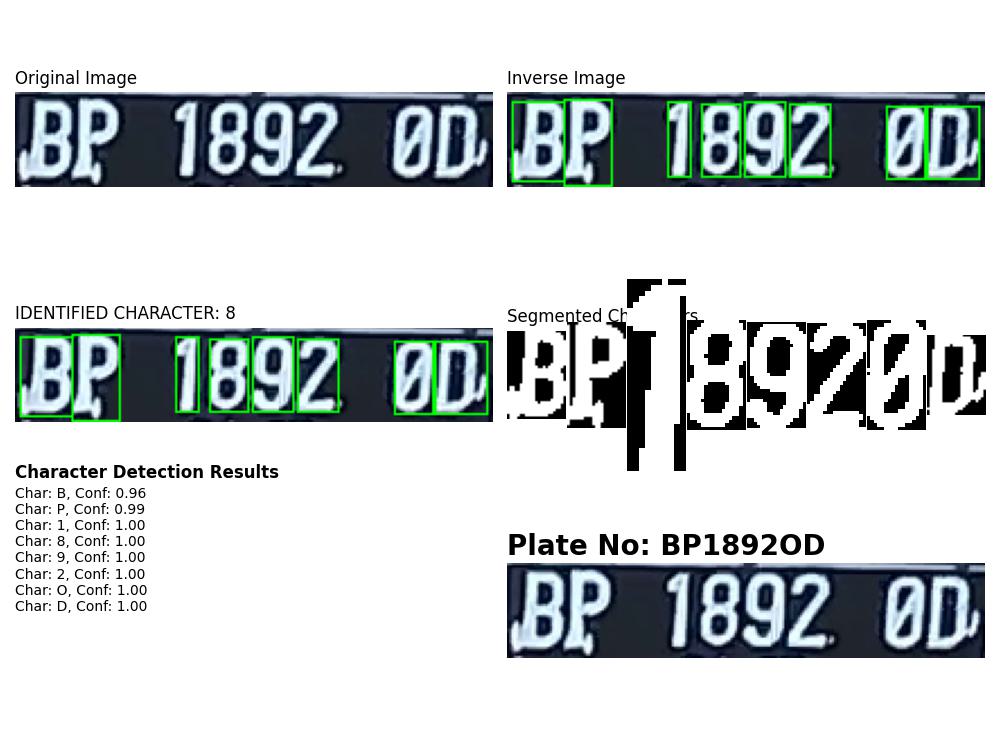 Original Image
BP 1892 0D
Inverse Image
BP 1892 0D
IDENTIFIED CHARACTER: 8
BP 1892 0D
Segmented Ch rs
BP18920D
Character Detection Results
Char: B, Conf: 0.96
Char: P, Conf: 0.99
Char: 1, Conf: 1.00
Char: 8, Conf: 1.00
Char: 9, Conf: 1.00
Char: 2, Conf: 1.00
Char: O, Conf: 1.00
Char: D, Conf: 1.00
Plate No: BP1892OD
BP 1892 0D